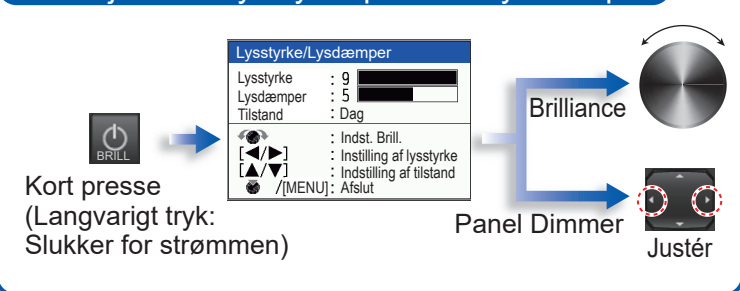 Lysstyrke/Lysdæmper
Lysstyrke : 9
Lysdæmper : 5
Tilstand : Dag
: Indst. Brill.
[◀/▶] : Instilling af lysstyrke
[▲/▼] : Indstilling af tilstand
/[MENU] : Afslut
BRILL
Kort presse
(Langvarigt tryk:
Slukker for strømmen)
Brilliance
Panel Dimmer
Justér